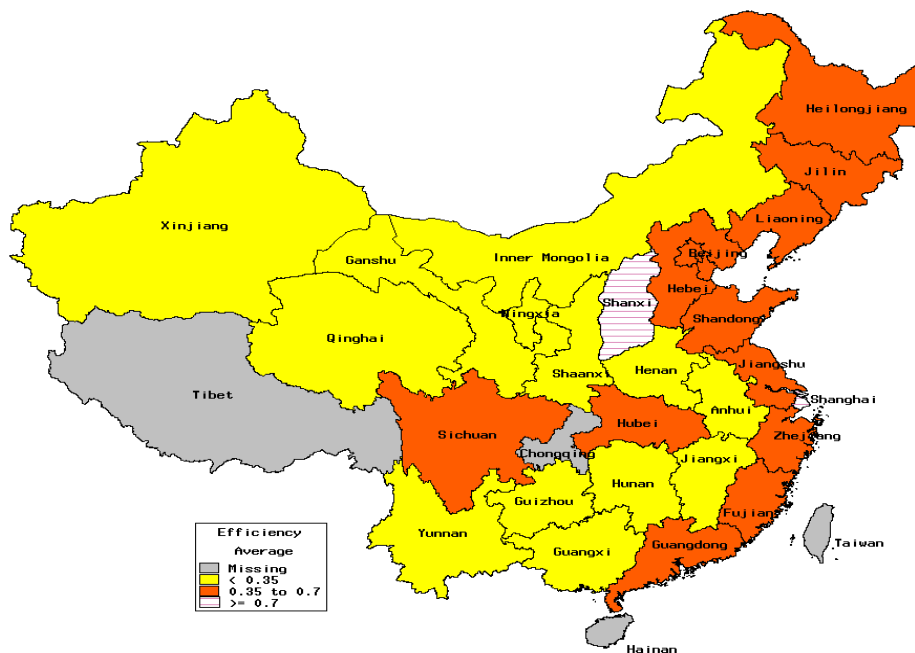 Heilongjiang
Jilin
Liaoning
Xinjiang
Beijing
Inner Mongolia
Ganshu
Hebei
Shanxi
Shandong
Ningxia
Qinghai
Jiangshu
Henan
Shaanxi
Tibet
Shanghai
Anhui
Hubei
Sichuan
Zhejiang
Chongqing
Jiangxi
Hunan
Guizhou
Fujian
Yunnan
Guangxi
Guangdong
Taiwan
Hainan
Efficiency
Average
Missing
< 0.35
0.35 to 0.7
>= 0.7